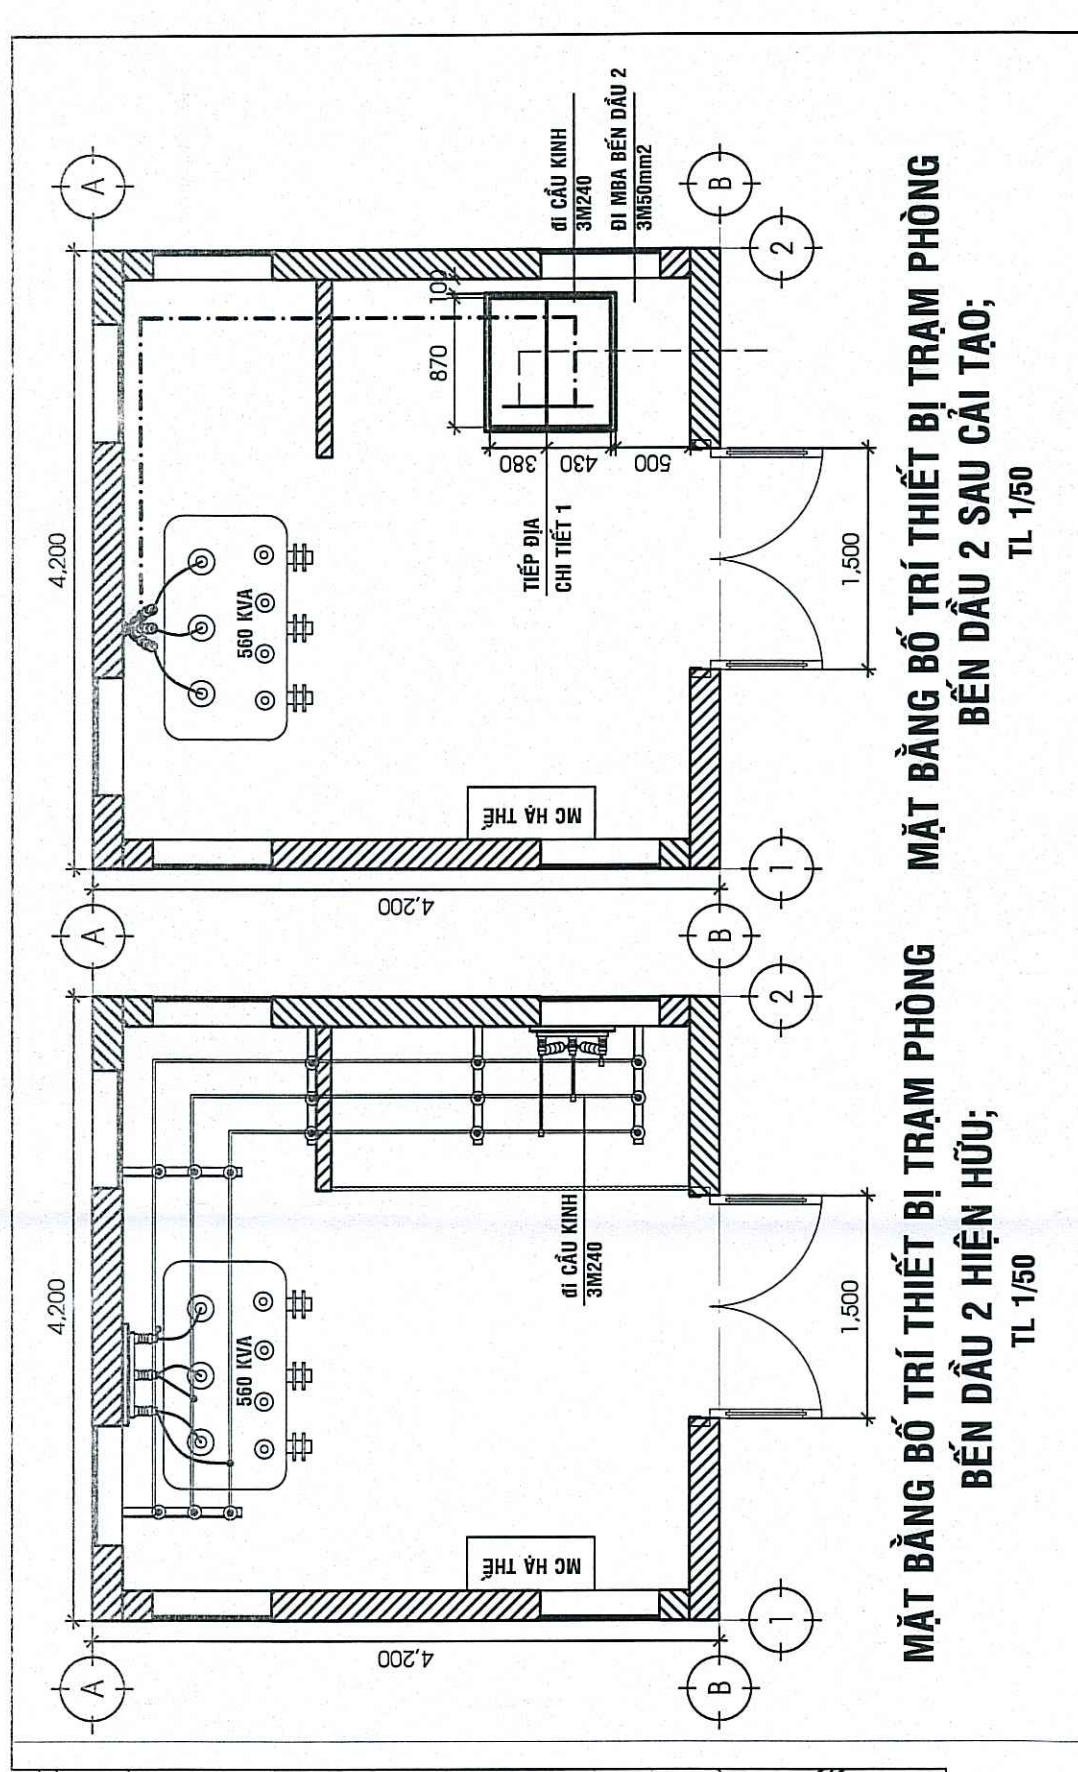 4,200
A
A
4,200
560 KVA
MC HẠ THẾ
đi CẦU KINH
3M240
1,500
B
B
1
2
MẶT BẰNG BỐ TRÍ THIẾT BỊ TRẠM PHÒNG
BẾN DẦU 2 HIỆN HỮU;
TL 1/50
4,200
A
4,200
560 KVA
MC HẠ THẾ
TIẾP ĐỊA
CHI TIẾT 1
870
100
380
430
500
đi CẦU KINH
3M240
ĐI MBA BẾN DẦU 2
3M50mm2
1,500
B
1
2
MẶT BẰNG BỐ TRÍ THIẾT BỊ TRẠM PHÒNG
BẾN DẦU 2 SAU CẢI TẠO;
TL 1/50